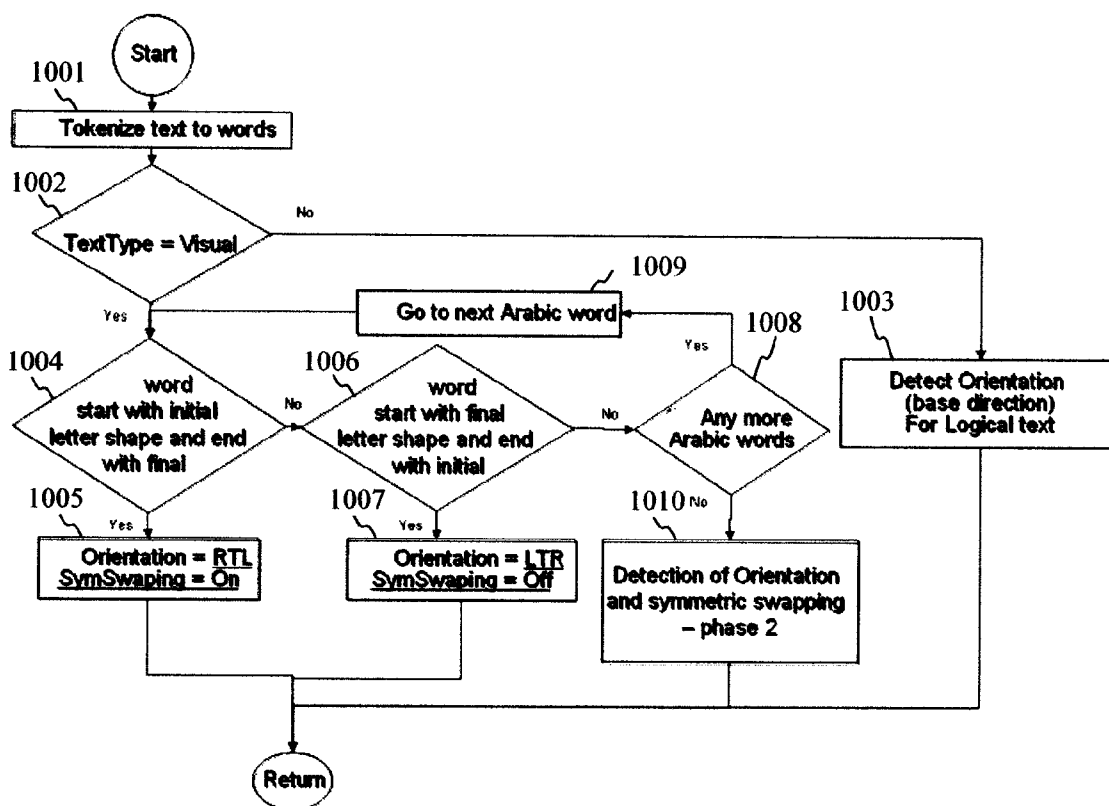 Start
1001
Tokenize text to words
1002
TextType = Visual
No
Yes
1009
Go to next Arabic word
1008
Yes
1003
Detect Orientation
(base direction)
For Logical text
1004
word
start with initial
letter shape and end
with final
No
1006
word
start with final
letter shape and end
with initial
No
Any more
Arabic words
1005
Yes
Orientation = RTL
SymSwaping = On
1007
Yes
Orientation = LTR
SymSwaping = Off
1010
No
Detection of Orientation
and symmetric swapping
– phase 2
Return